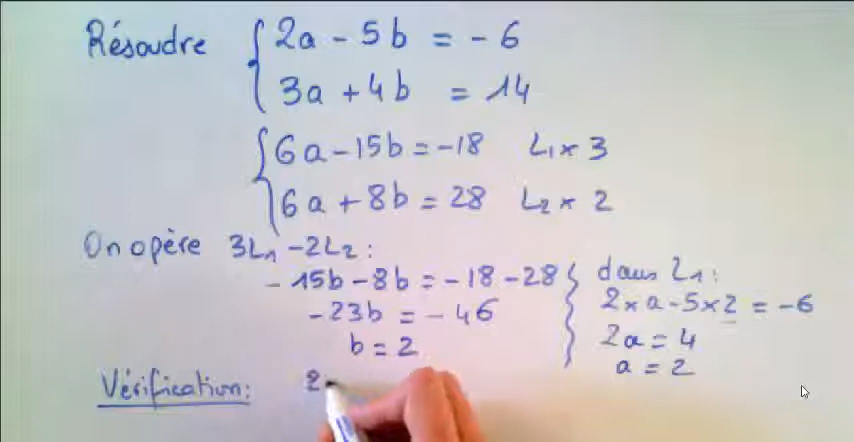 Résoudre { 2a - 5b = - 6
3a + 4b = 14
{ 6a - 15b = -18 L₁ × 3
6a + 8b = 28 L₂ × 2
On opère 3L₁ - 2L₂ :
- 15b - 8b = - 18 - 28
- 23b = - 46
b = 2
dans L₁ :
2 × a - 5 × 2 = - 6
2a = 4
a = 2
Vérification : 2